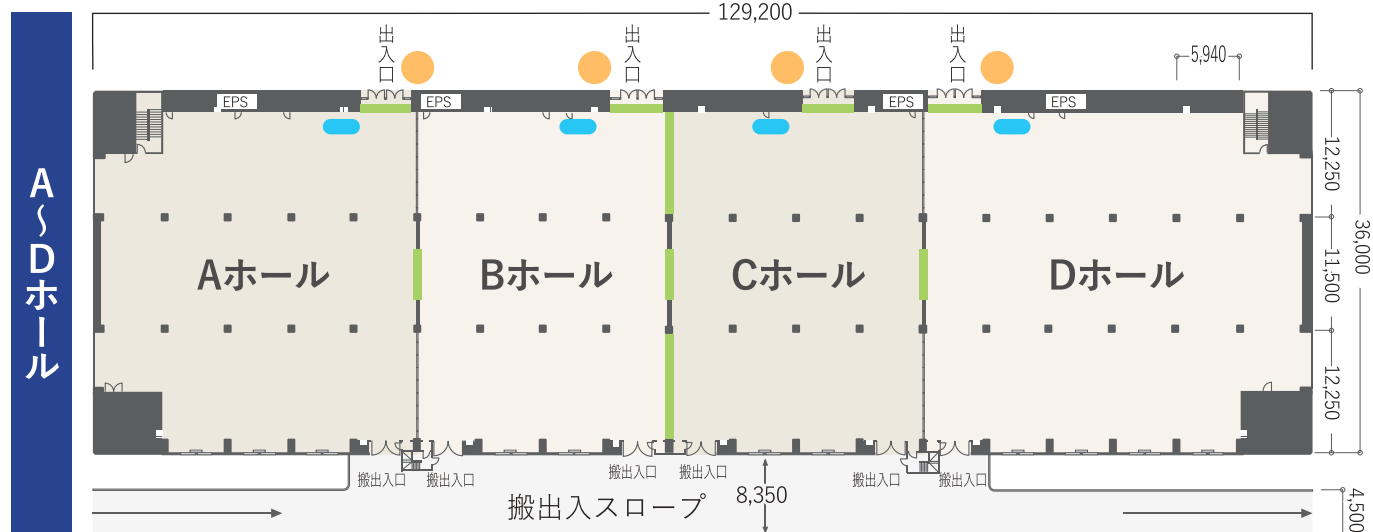 A～Dホール
129,200
出入口
出入口
出入口
出入口
5,940
EPS
EPS
EPS
EPS
12,250
36,000
11,500
12,250
Aホール
Bホール
Cホール
Dホール
搬出入口
搬出入口
搬出入口
搬出入口
搬出入口
搬出入口
搬出入スロープ
8,350
4,500